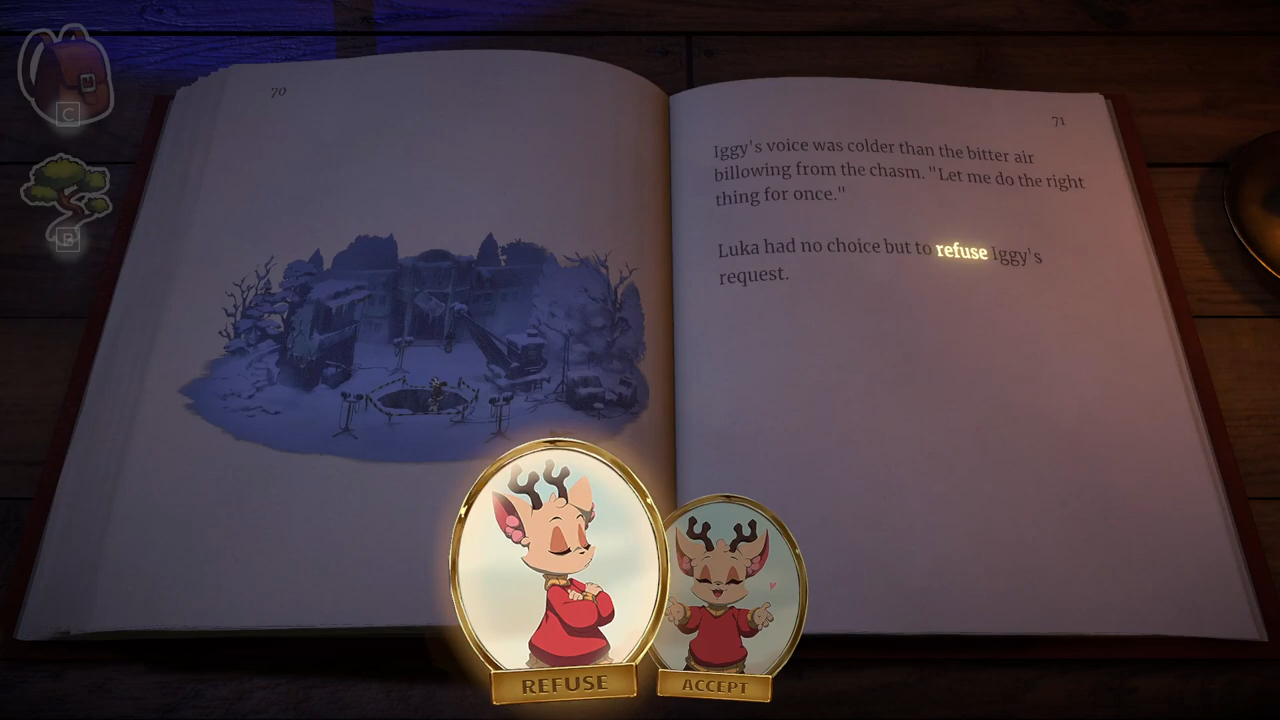 C
B
70
71
Iggy's voice was colder than the bitter air
billowing from the chasm. "Let me do the right
thing for once."
Luka had no choice but to refuse Iggy's
request.
REFUSE
ACCEPT